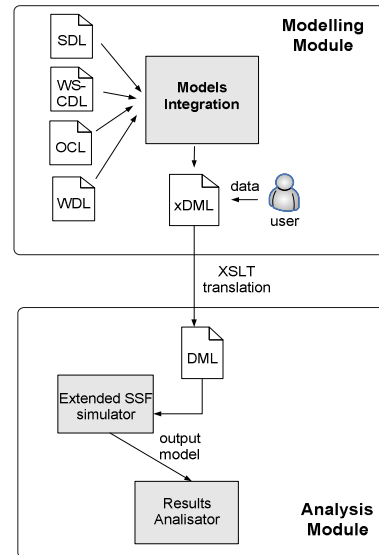 Modelling
Module
SDL
WS-
CDL
OCL
WDL
Models
Integration
xDML
data
user
XSLT
translation
DML
Extended SSF
simulator
output
model
Results
Analisator
Analysis
Module